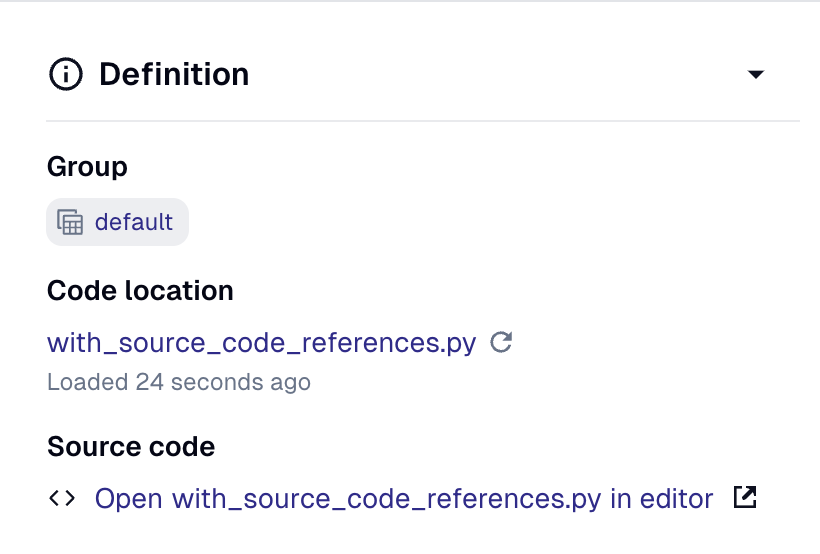 Definition
Group
default
Code location
with_source_code_references.py
Loaded 24 seconds ago
Source code
Open with_source_code_references.py in editor